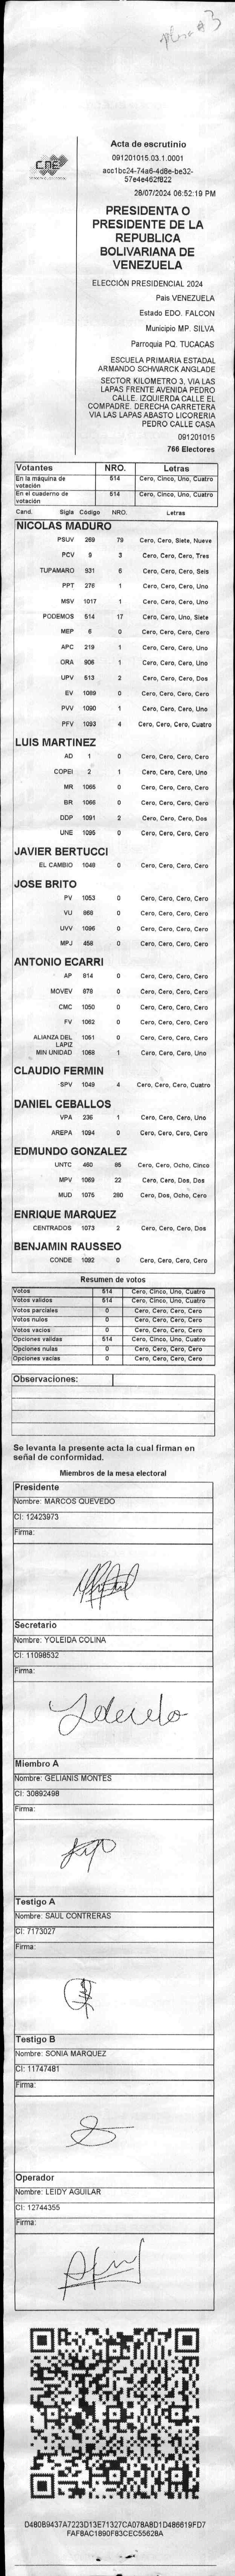 Mesa # 3
CNE
Acta de escrutinio
091201015.03.1.0001
acc1bc24-74a6-4d8e-be32-
57e4e462f822
28/07/2024 06:52:19 PM
PRESIDENTA O
PRESIDENTE DE LA
REPUBLICA
BOLIVARIANA DE
VENEZUELA
ELECCIÓN PRESIDENCIAL 2024
Pais VENEZUELA
Estado EDO. FALCON
Municipio MP. SILVA
Parroquia PQ. TUCACAS
ESCUELA PRIMARIA ESTADAL
ARMANDO SCHWARCK ANGLADE
SECTOR KILOMETRO 3, VIA LAS
LAPAS FRENTE AVENIDA PEDRO
CALLE. IZQUIERDA CALLE EL
COMPADRE. DERECHA CARRETERA
VIA LAS LAPAS ABASTO LICORERIA
PEDRO CALLE CASA
091201015
766 Electores
Votantes NRO. Letras
En la máquina de votación 514 Cero, Cinco, Uno, Cuatro
En el cuaderno de votación 514 Cero, Cinco, Uno, Cuatro
Cand. Sigla Código NRO. Letras
NICOLAS MADURO
PSUV 269 79 Cero, Cero, Siete, Nueve
PCV 9 3 Cero, Cero, Cero, Tres
TUPAMARO 931 6 Cero, Cero, Cero, Seis
PPT 276 1 Cero, Cero, Cero, Uno
MSV 1017 1 Cero, Cero, Cero, Uno
PODEMOS 514 17 Cero, Cero, Uno, Siete
MEP 6 0 Cero, Cero, Cero, Cero
APC 219 1 Cero, Cero, Cero, Uno
ORA 906 1 Cero, Cero, Cero, Uno
UPV 513 2 Cero, Cero, Cero, Dos
EV 1089 0 Cero, Cero, Cero, Cero
PVV 1090 1 Cero, Cero, Cero, Uno
PFV 1093 4 Cero, Cero, Cero, Cuatro
LUIS MARTINEZ
AD 1 0 Cero, Cero, Cero, Cero
COPEI 2 1 Cero, Cero, Cero, Uno
MR 1065 0 Cero, Cero, Cero, Cero
BR 1066 0 Cero, Cero, Cero, Cero
DDP 1091 2 Cero, Cero, Cero, Dos
UNE 1095 0 Cero, Cero, Cero, Cero
JAVIER BERTUCCI
EL CAMBIO 1048 0 Cero, Cero, Cero, Cero
JOSE BRITO
PV 1053 0 Cero, Cero, Cero, Cero
VU 868 0 Cero, Cero, Cero, Cero
UVV 1096 0 Cero, Cero, Cero, Cero
MPJ 458 0 Cero, Cero, Cero, Cero
ANTONIO ECARRI
AP 814 0 Cero, Cero, Cero, Cero
MOVEV 978 0 Cero, Cero, Cero, Cero
CMC 1050 0 Cero, Cero, Cero, Cero
FV 1062 0 Cero, Cero, Cero, Cero
ALIANZA DEL LAPIZ 1051 0 Cero, Cero, Cero, Cero
MIN UNIDAD 1068 1 Cero, Cero, Cero, Uno
CLAUDIO FERMIN
SPV 1049 4 Cero, Cero, Cero, Cuatro
DANIEL CEBALLOS
VPA 236 1 Cero, Cero, Cero, Uno
AREPA 1094 0 Cero, Cero, Cero, Cero
EDMUNDO GONZALEZ
UNTC 460 85 Cero, Cero, Ocho, Cinco
MPV 1069 22 Cero, Cero, Dos, Dos
MUD 1075 280 Cero, Dos, Ocho, Cero
ENRIQUE MARQUEZ
CENTRADOS 1073 2 Cero, Cero, Cero, Dos
BENJAMIN RAUSSEO
CONDE 1092 0 Cero, Cero, Cero, Cero
Resumen de votos
Votos 514 Cero, Cinco, Uno, Cuatro
Votos validos 514 Cero, Cinco, Uno, Cuatro
Votos parciales 0 Cero, Cero, Cero, Cero
Votos nulos 0 Cero, Cero, Cero, Cero
Votos vacios 0 Cero, Cero, Cero, Cero
Opciones validas 514 Cero, Cinco, Uno, Cuatro
Opciones nulas 0 Cero, Cero, Cero, Cero
Opciones vacias 0 Cero, Cero, Cero, Cero
Observaciones:
Se levanta la presente acta la cual firman en
señal de conformidad.
Miembros de la mesa electoral
Presidente
Nombre: MARCOS QUEVEDO
CI: 12423973
Firma:
Secretario
Nombre: YOLEIDA COLINA
CI: 11098532
Firma:
Miembro A
Nombre: GELIANIS MONTES
CI: 30892498
Firma:
Testigo A
Nombre: SAUL CONTRERAS
CI: 7173027
Firma:
Testigo B
Nombre: SONIA MARQUEZ
CI: 11747481
Firma:
Operador
Nombre: LEIDY AGUILAR
CI: 12744355
Firma:
D480B9437A7223D13E71327CA078A8D1D486619FD7
FAF8AC1890F83CEC55628A